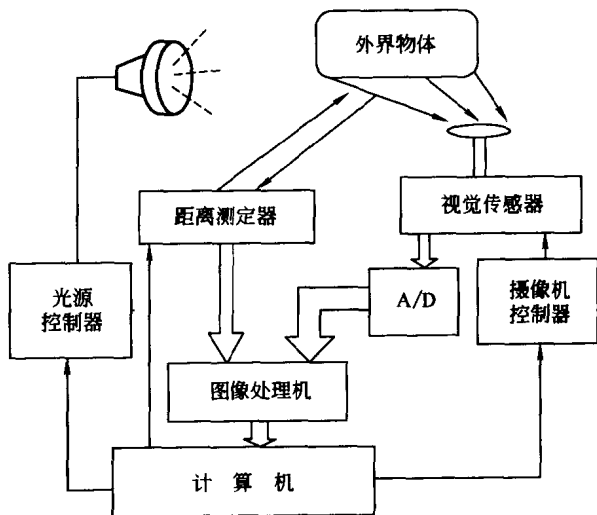 外界物体
距离测定器
视觉传感器
光源
控制器
A/D
摄像机
控制器
图像处理机
计 算 机